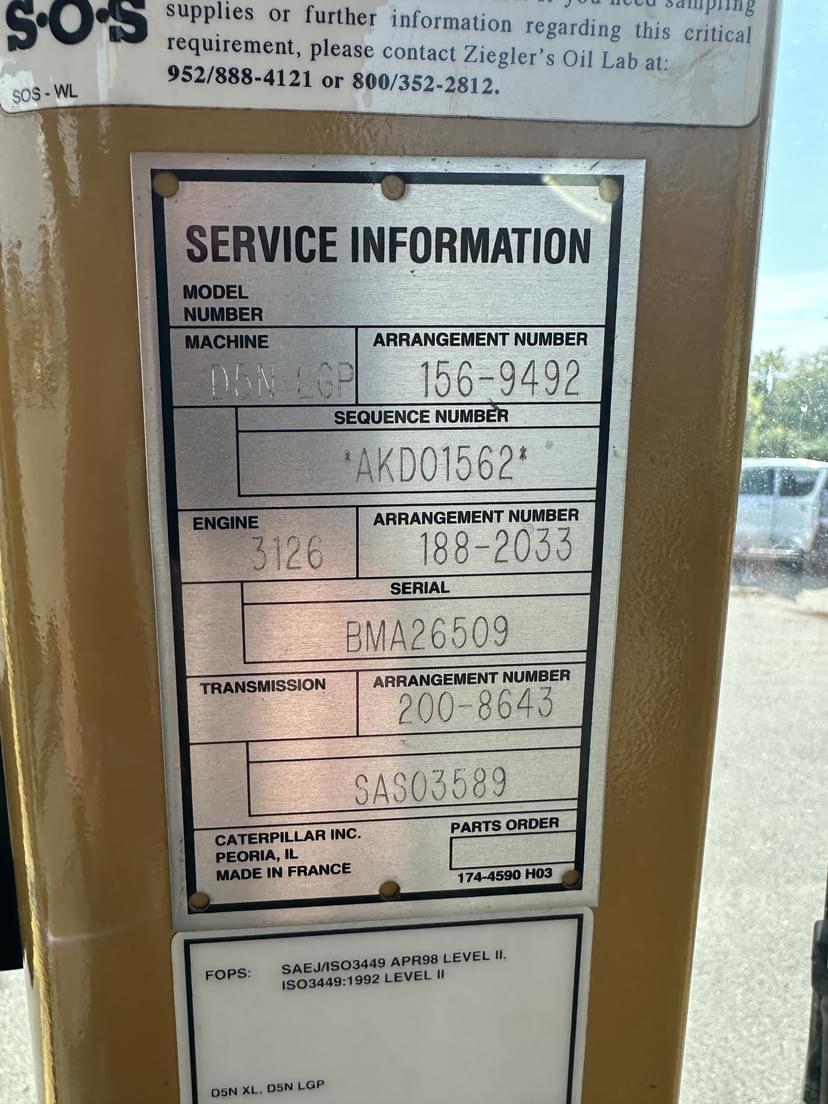 S•O•S
SOS - WL
you need sampling
supplies or further information regarding this critical
requirement, please contact Ziegler's Oil Lab at:
952/888-4121 or 800/352-2812.
SERVICE INFORMATION
MODEL
NUMBER
MACHINE
D5N LGP
ARRANGEMENT NUMBER
156-9492
SEQUENCE NUMBER
*AKD01562*
ENGINE
3126
ARRANGEMENT NUMBER
188-2033
SERIAL
BMA26509
TRANSMISSION
ARRANGEMENT NUMBER
200-8643
SAS03589
CATERPILLAR INC.
PEORIA, IL
MADE IN FRANCE
PARTS ORDER
174-4590 H03
FOPS: SAEJ/ISO3449 APR98 LEVEL II.
ISO3449:1992 LEVEL II
D5N XL, D5N LGP